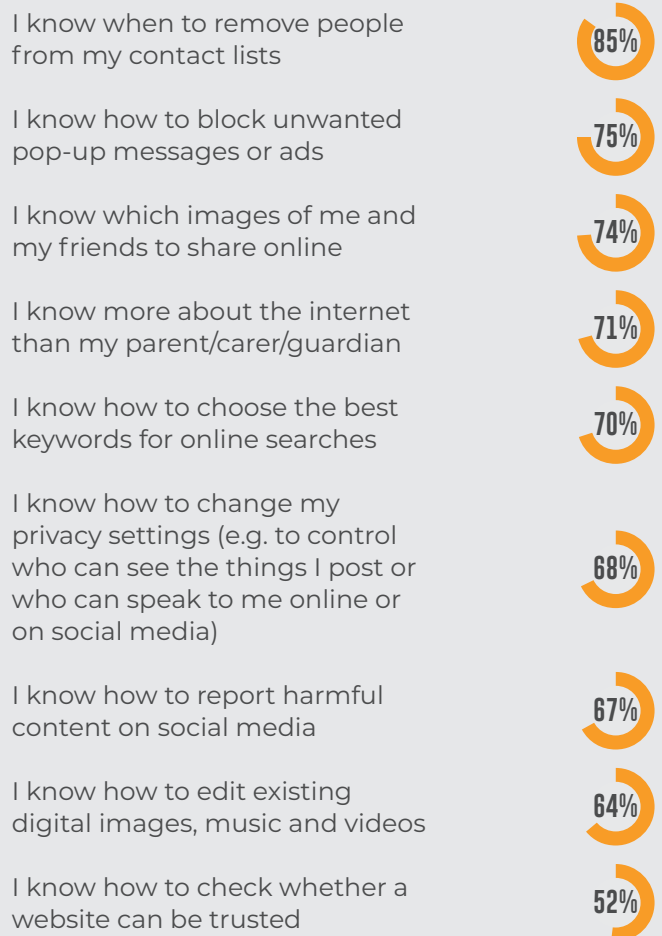 I know when to remove people
from my contact lists
85%
I know how to block unwanted
pop-up messages or ads
75%
I know which images of me and
my friends to share online
74%
I know more about the internet
than my parent/carer/guardian
71%
I know how to choose the best
keywords for online searches
70%
I know how to change my
privacy settings (e.g. to control
who can see the things I post or
who can speak to me online or
on social media)
68%
I know how to report harmful
content on social media
67%
I know how to edit existing
digital images, music and videos
64%
I know how to check whether a
website can be trusted
52%